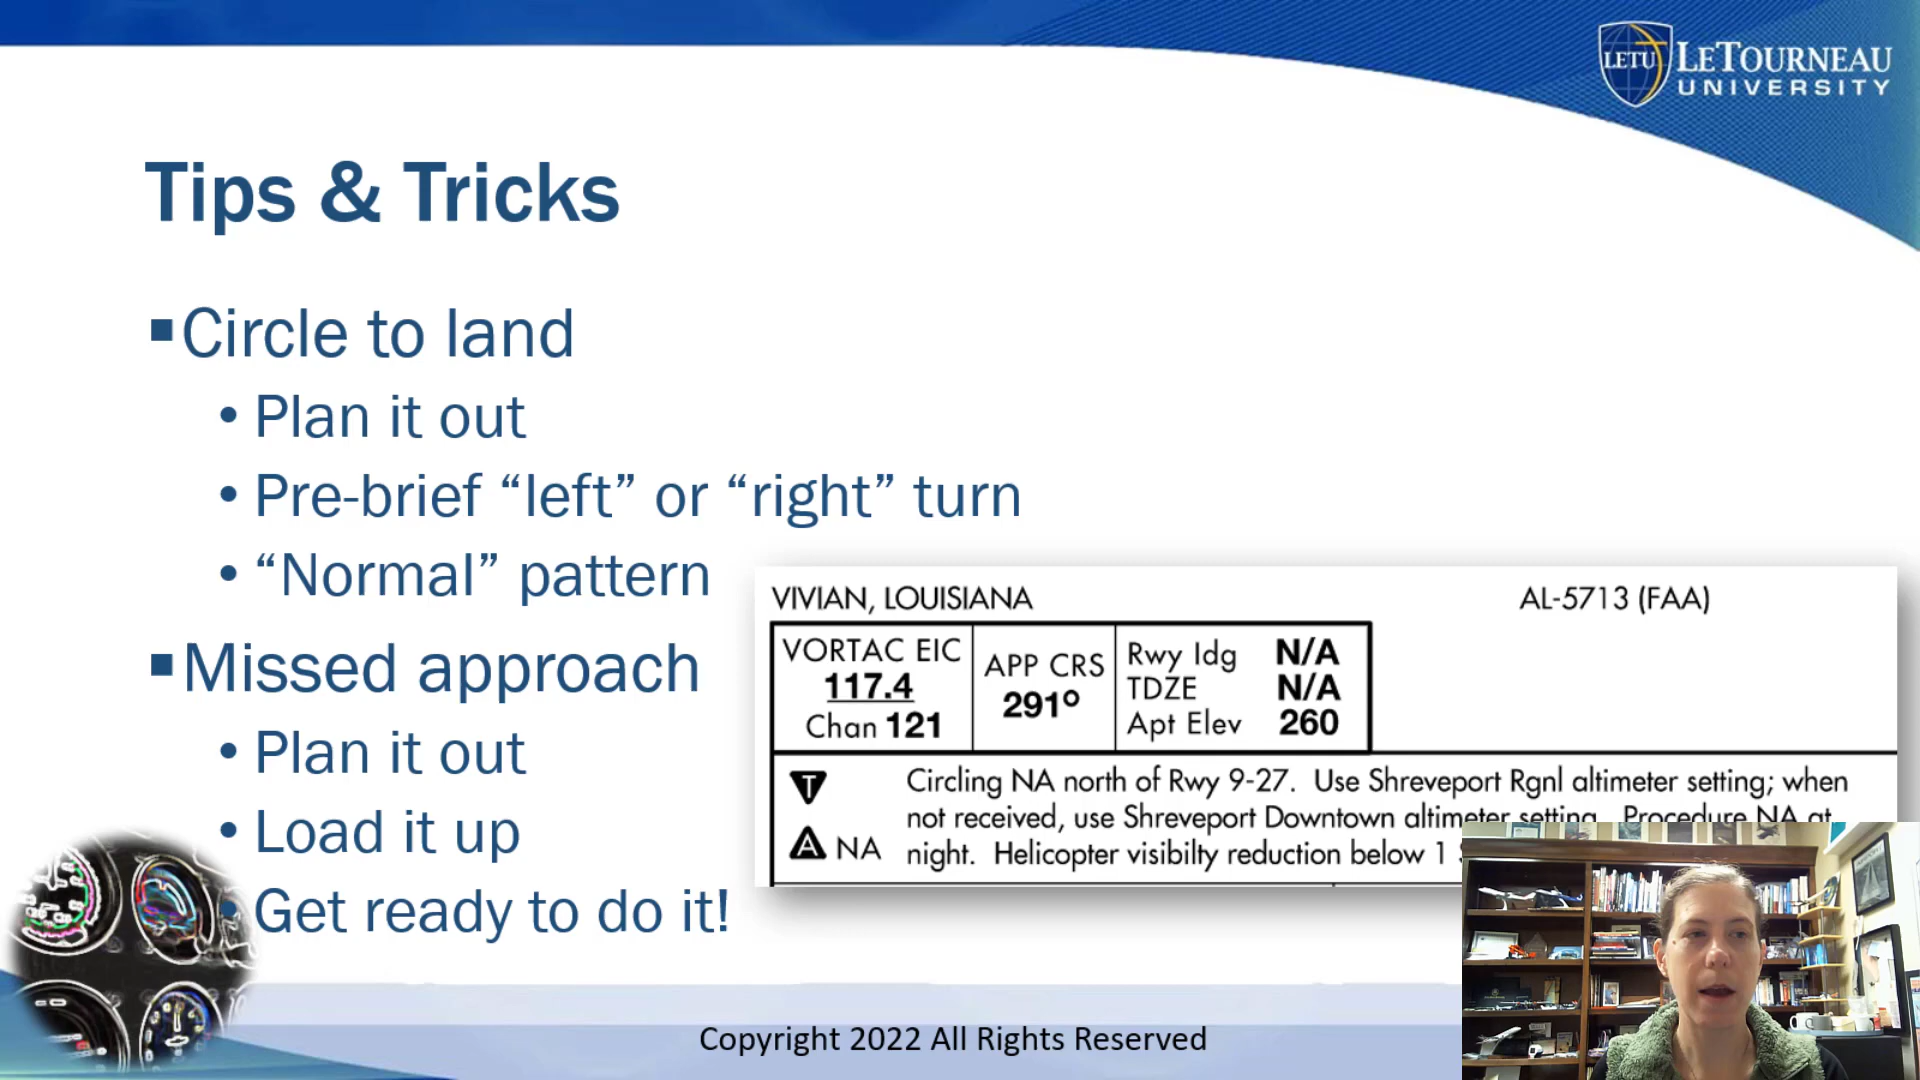 LETU
LETOURNEAU
UNIVERSITY
Tips & Tricks
▪Circle to land
• Plan it out
• Pre-brief “left” or “right” turn
• “Normal” pattern
▪Missed approach
• Plan it out
• Load it up
• Get ready to do it!
VIVIAN, LOUISIANA
AL-5713 (FAA)
VORTAC EIC
117.4
Chan 121
APP CRS
291°
Rwy ldg N/A
TDZE N/A
Apt Elev 260
T
A NA
Circling NA north of Rwy 9-27. Use Shreveport Rgnl altimeter setting; when
not received, use Shreveport Downtown altimeter setting. Procedure NA at
night. Helicopter visibilty reduction below 1
Copyright 2022 All Rights Reserved